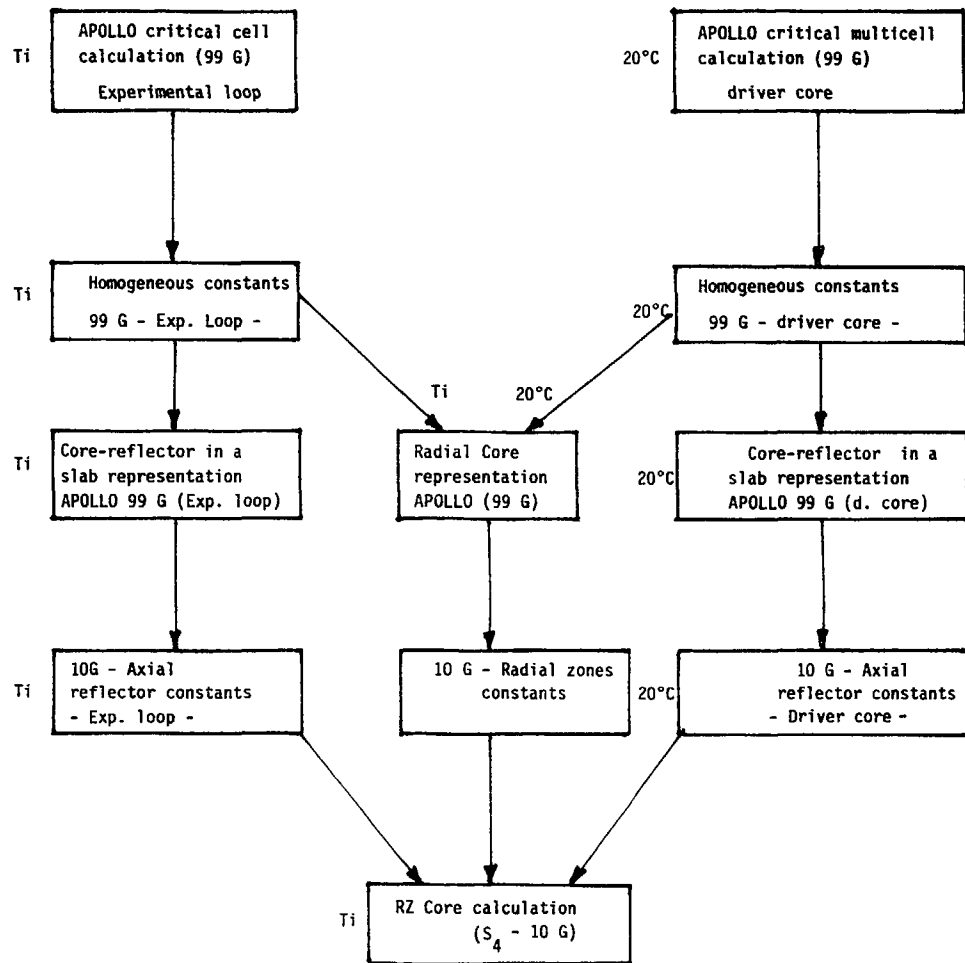 Ti
APOLLO critical cell
calculation (99 G)
Experimental loop
20°C
APOLLO critical multicell
calculation (99 G)
driver core
Ti
Homogeneous constants
99 G - Exp. Loop -
20°C
Homogeneous constants
99 G - driver core -
Ti
20°C
Ti
Core-reflector in a
slab representation
APOLLO 99 G (Exp. loop)
Radial Core
representation
APOLLO (99 G)
20°C
Core-reflector in a
slab representation.
APOLLO 99 G (d. core)
Ti
10G - Axial
reflector constants
- Exp. loop -
10 G - Radial zones
constants
20°C
10 G - Axial
reflector constants
- Driver core -
Ti
RZ Core calculation
(S4 - 10 G)